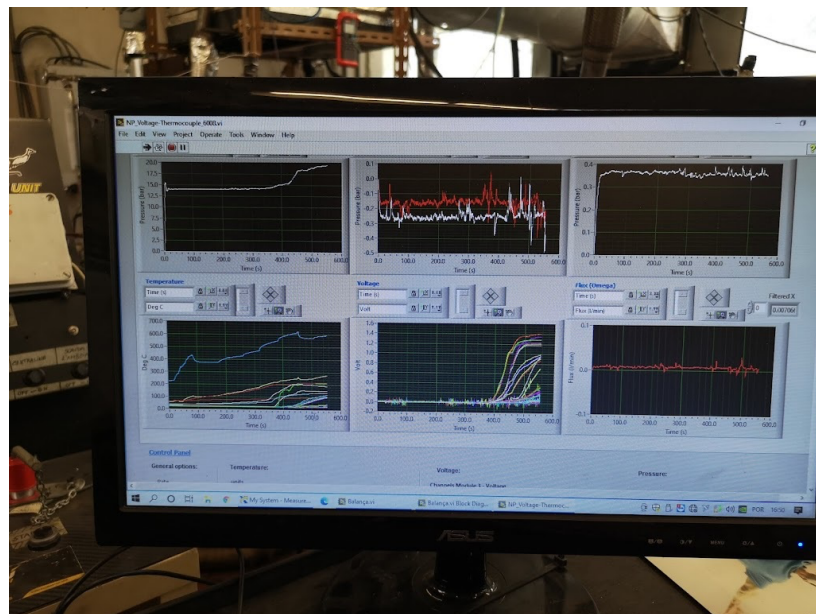 NP_Voltage-Thermocouple_6008.vi
File Edit View Project Operate Tools Window Help
UNIT
20.0
17.5
15.0
12.5
10.0
7.5
5.0
2.5
0.0
Pressure (bar)
0.0 100.0 200.0 300.0 400.0 500.0 600.0
Time (s)
0.1
0.0
-0.1
-0.2
-0.3
-0.4
-0.5
Pressure (bar)
0.0 100.0 200.0 300.0 400.0 500.0 600.0
Time (s)
0.4
0.3
0.2
0.1
0.0
-0.1
Pressure (bar)
0.0 100.0 200.0 300.0 400.0 500.0 600.0
Time (s)
Temperature
Time (s)
Deg C
Voltage
Time (s)
Volt
Flux (Omega)
Time (s)
Flux (l/min)
Filtered X
0
700.0
600.0
500.0
400.0
300.0
200.0
100.0
0.0
Deg C
0.0 100.0 200.0 300.0 400.0 500.0 600.0
Time (s)
1.6
1.4
1.2
1.0
0.8
0.6
0.4
0.2
0.0
-0.2
Volt
0.0 100.0 200.0 300.0 400.0 500.0 600.0
Time (s)
0.1
0.0
-0.1
Flux (l/min)
0.0 100.0 200.0 300.0 400.0 500.0 600.0
Time (s)
Control Panel
General options:
Temperature:
Voltage:
Pressure:
Channels Module 1 - Voltage
My System - Measure...
Balança.vi
Balança.vi Block Diag...
NP_Voltage-Thermoc...
POR 16:50
ASUS
MENU